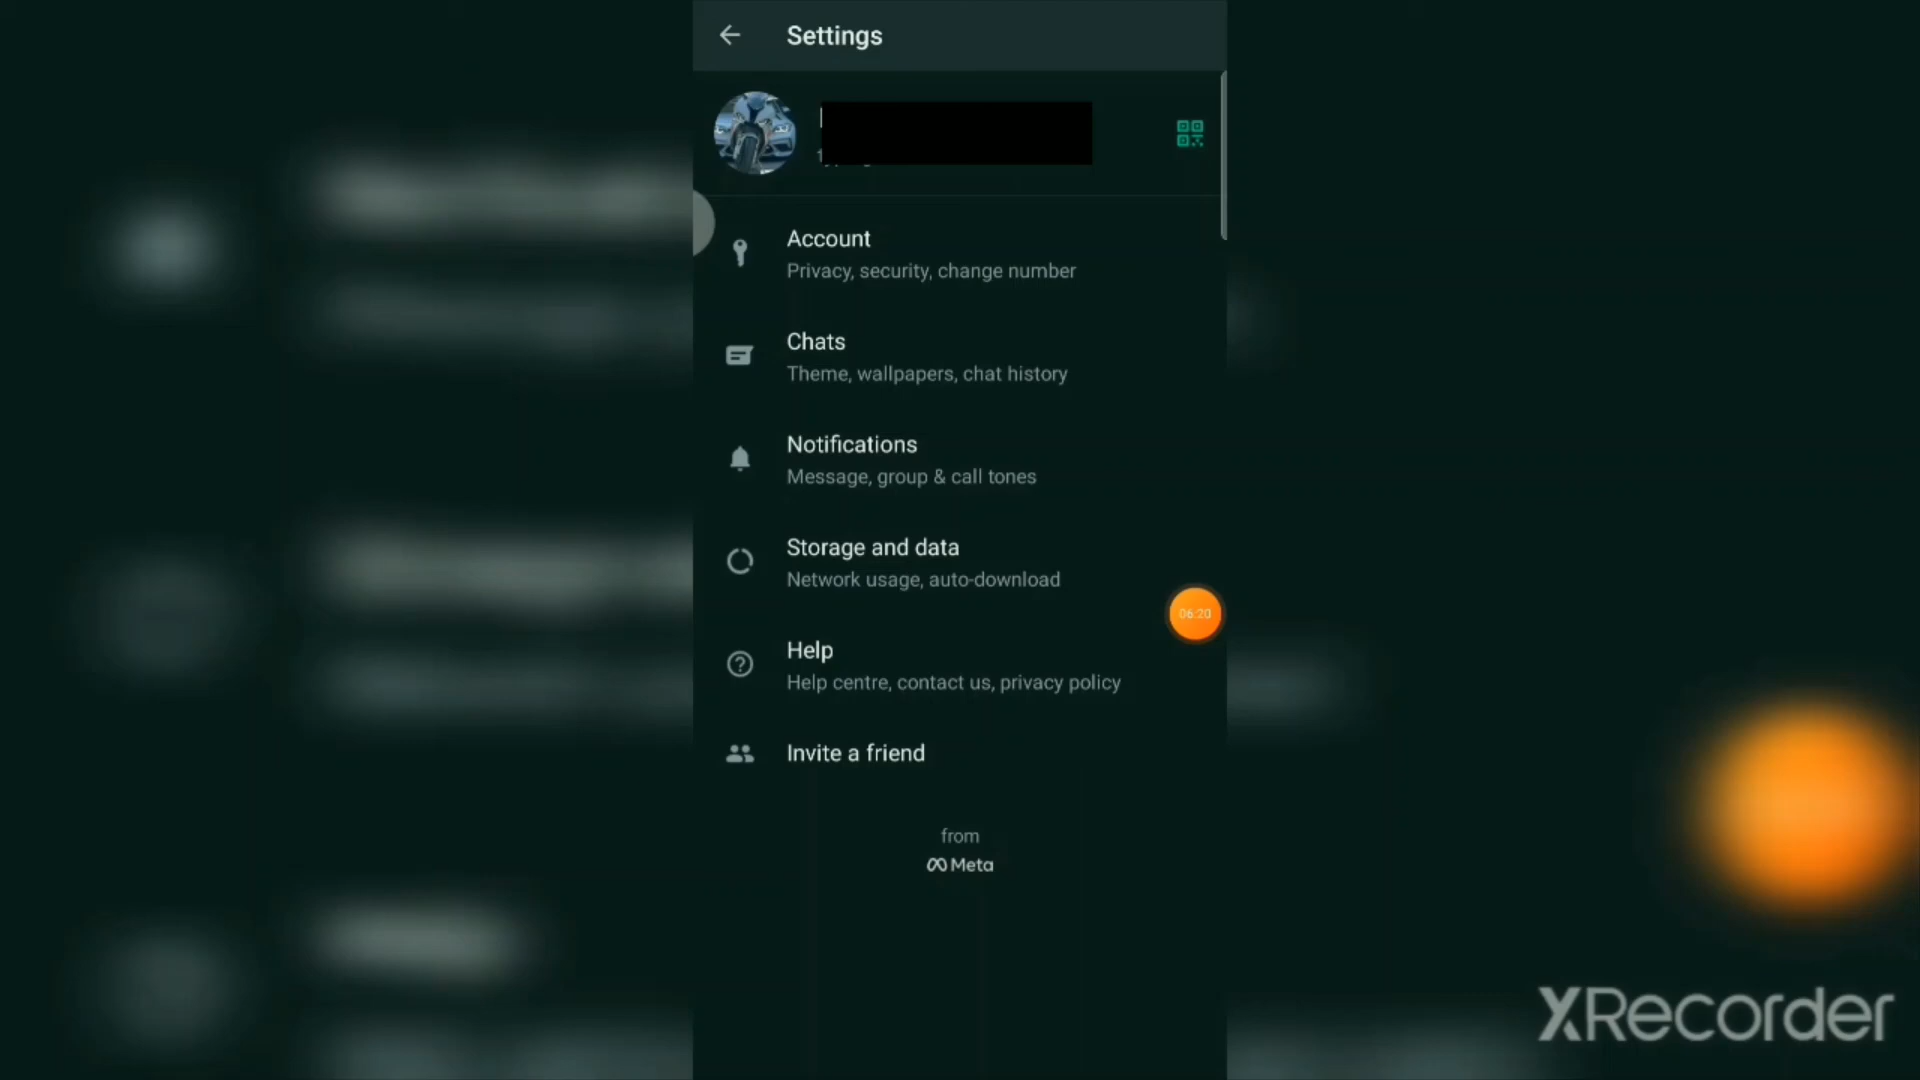 Settings
Account
Privacy, security, change number
Chats
Theme, wallpapers, chat history
Notifications
Message, group & call tones
Storage and data
Network usage, auto-download
06:20
Help
Help centre, contact us, privacy policy
Invite a friend
from
Meta
XRecorder